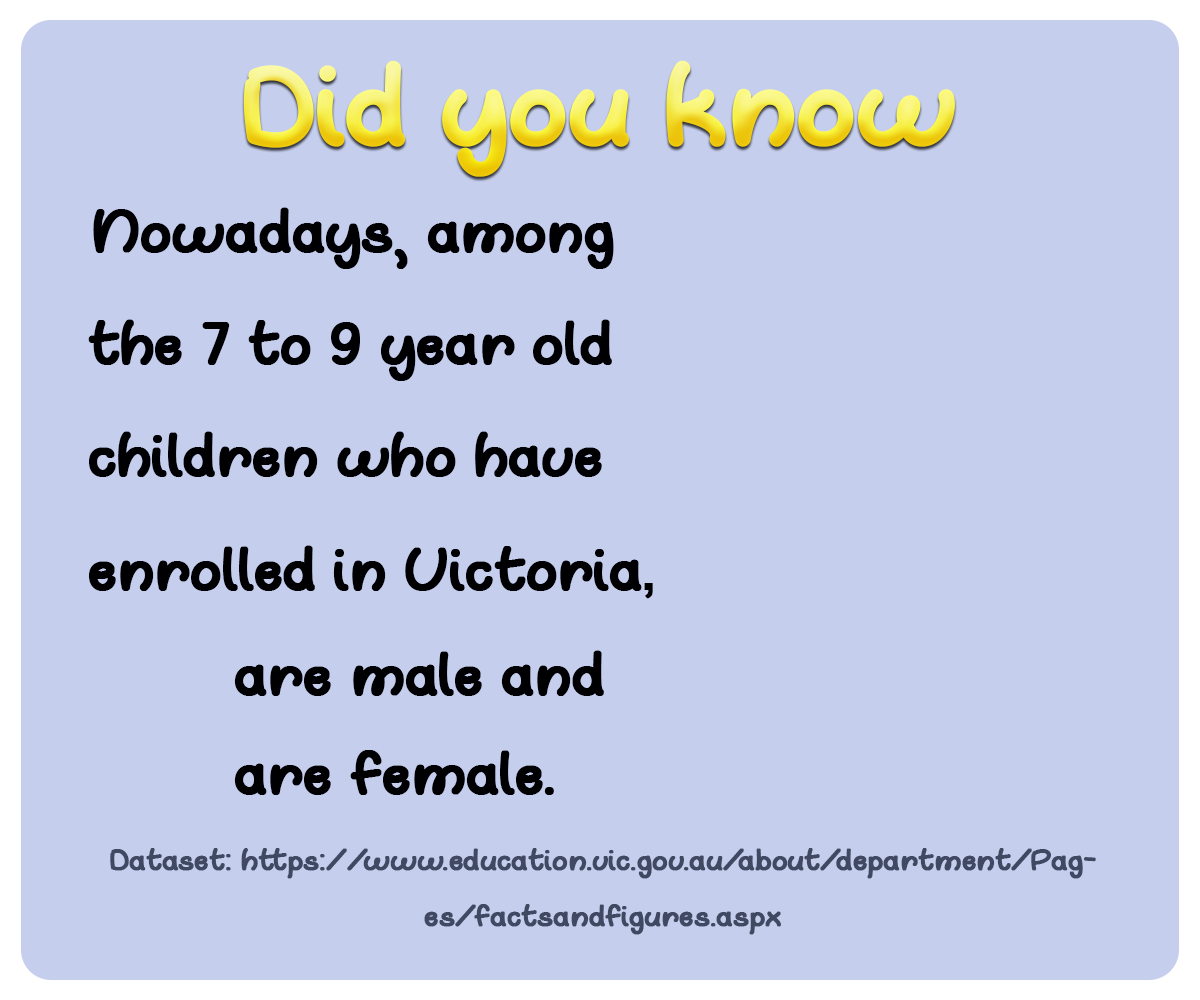 Did you know
Nowadays, among
the 7 to 9 year old
children who have
enrolled in Victoria,
are male and
are female.
Dataset: https://www.education.vic.gov.au/about/department/Pag-
es/factsandfigures.aspx